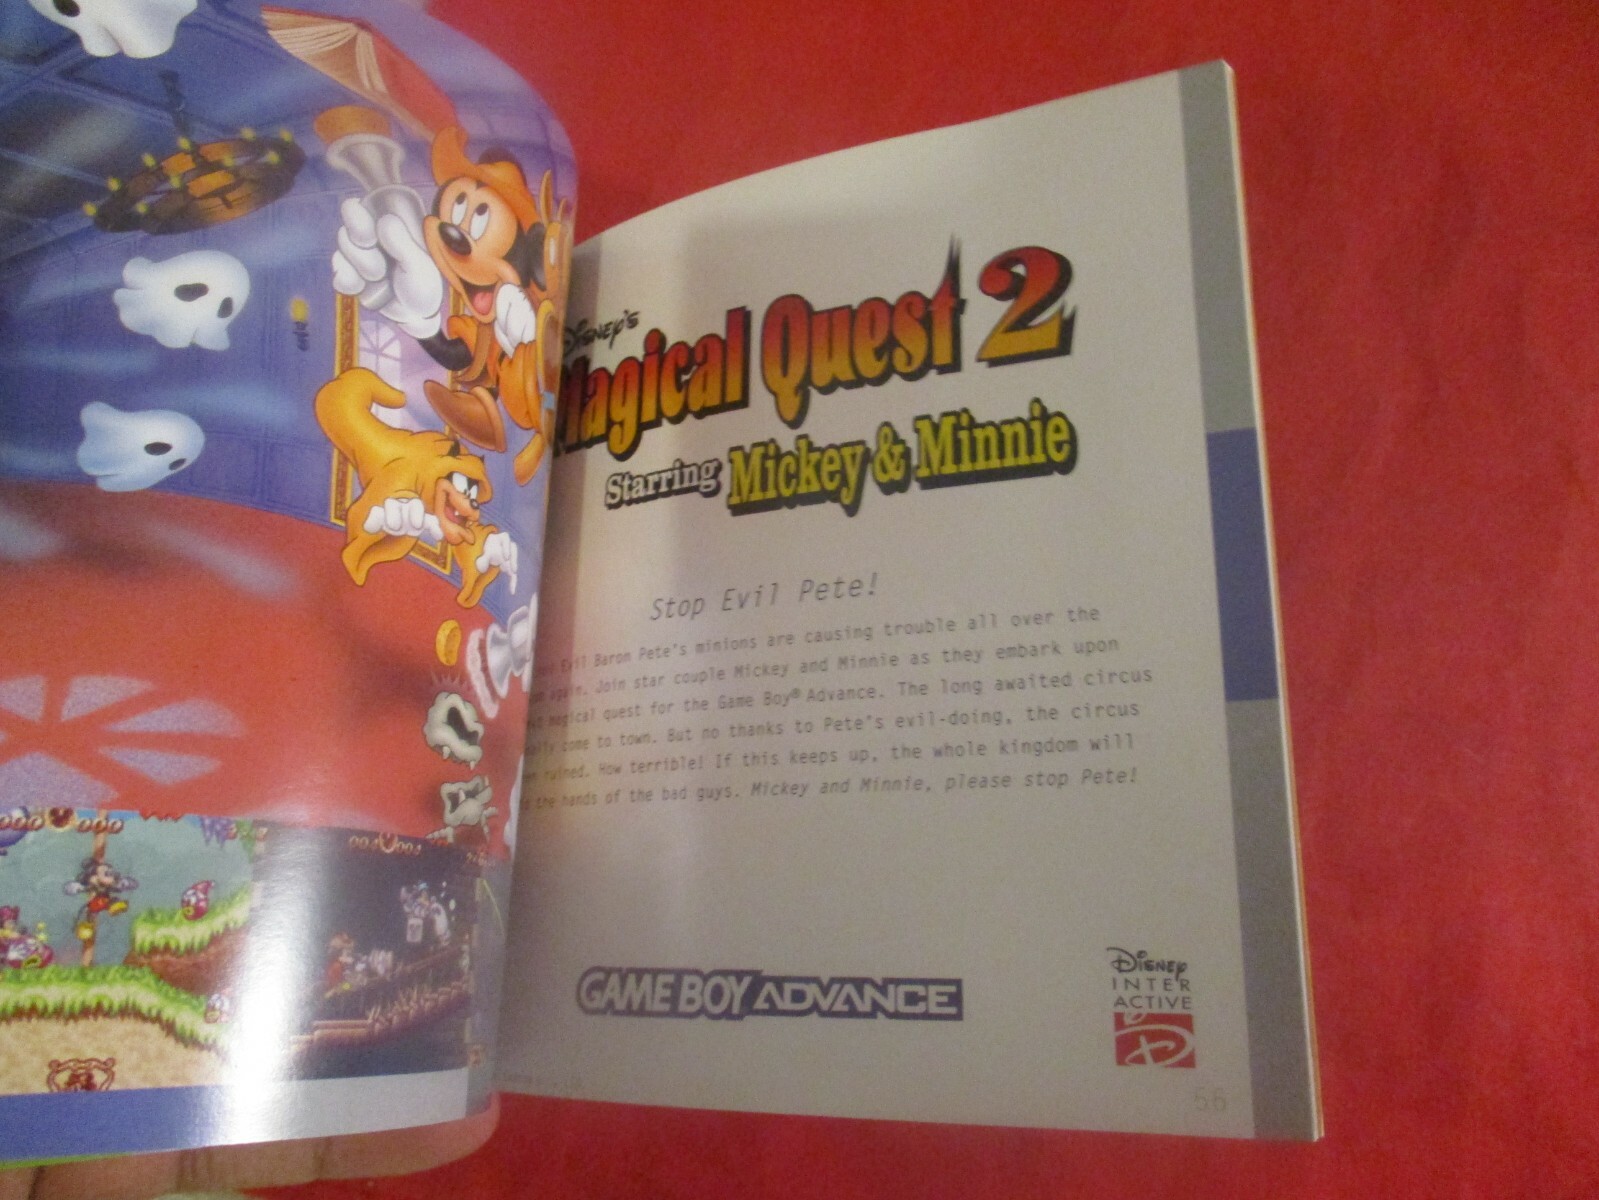 Disney's
Magical Quest 2
Starring Mickey & Minnie
Stop Evil Pete!
Evil Baron Pete's minions are causing trouble all over the
again. Join star couple Mickey and Minnie as they embark upon
magical quest for the Game Boy® Advance. The long awaited circus
come to town. But no thanks to Pete's evil-doing, the circus
ruined. How terrible! If this keeps up, the whole kingdom will
the hands of the bad guys. Mickey and Minnie, please stop Pete!
GAME BOY ADVANCE
Disney
INTER
ACTIVE
56